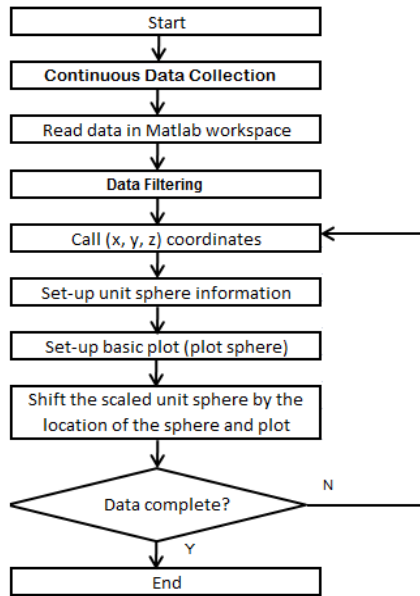 Start
Continuous Data Collection
Read data in Matlab workspace
Data Filtering
Call (x, y, z) coordinates
Set-up unit sphere information
Set-up basic plot (plot sphere)
Shift the scaled unit sphere by the
location of the sphere and plot
N
Data complete?
Y
End